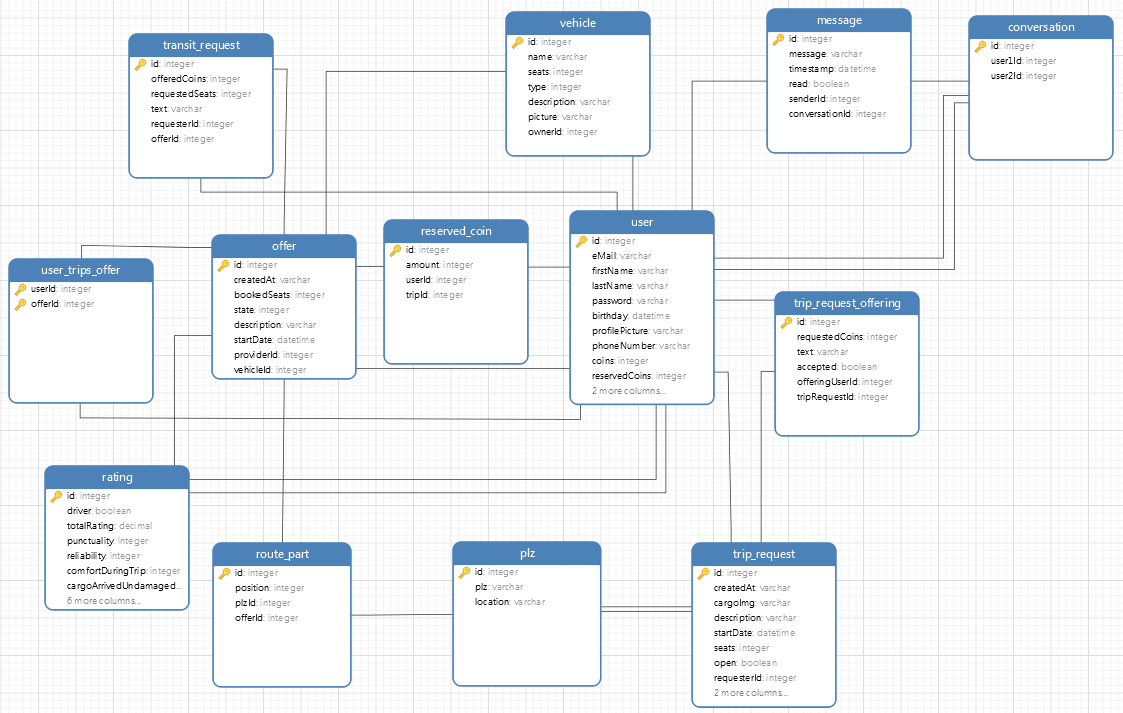 transit_request
id: integer
offeredCoins: integer
requestedSeats: integer
text: varchar
requesterId: integer
offerId: integer
vehicle
id: integer
name: varchar
seats: integer
type: integer
description: varchar
picture: varchar
ownerId: integer
message
id: integer
message: varchar
timestamp: datetime
read: boolean
senderId: integer
conversationId: integer
conversation
id: integer
user1Id: integer
user2Id: integer
user_trips_offer
userId: integer
offerId: integer
offer
id: integer
createdAt: varchar
bookedSeats: integer
state: integer
description: varchar
startDate: datetime
providerId: integer
vehicleId: integer
reserved_coin
id: integer
amount: integer
userId: integer
tripId: integer
user
id: integer
eMail: varchar
firstName: varchar
lastName: varchar
password: varchar
birthday: datetime
profilePicture: varchar
phoneNumber: varchar
coins: integer
reservedCoins: integer
2 more columns...
trip_request_offering
id: integer
requestedCoins: integer
text: varchar
accepted: boolean
offeringUserId: integer
tripRequestId: integer
rating
id: integer
driver: boolean
totalRating: decimal
punctuality: integer
reliability: integer
comfortDuringTrip: integer
cargoArrivedUndamaged...
6 more columns...
route_part
id: integer
position: integer
plzId: integer
offerId: integer
plz
id: integer
plz: varchar
location: varchar
trip_request
id: integer
createdAt: varchar
cargoImg: varchar
description: varchar
startDate: datetime
seats: integer
open: boolean
requesterId: integer
2 more columns...